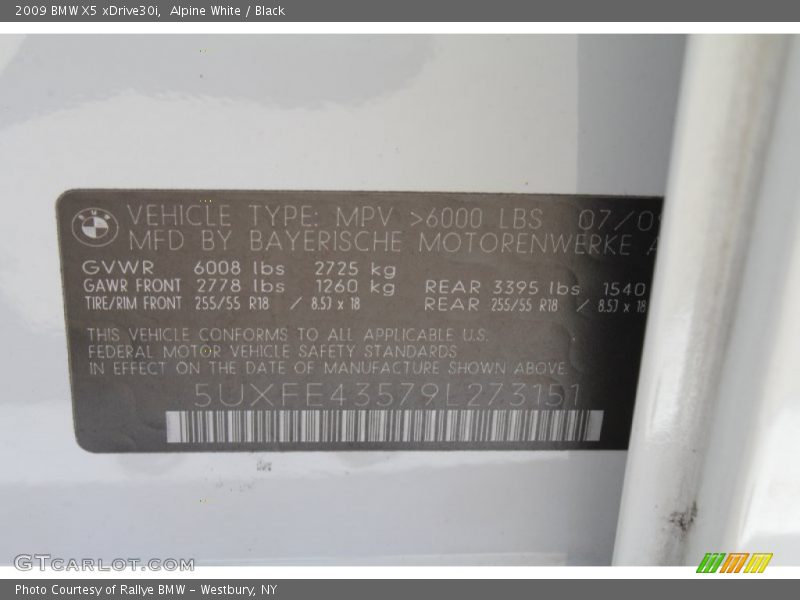 2009 BMW X5 xDrive30i, Alpine White / Black
BMW
VEHICLE TYPE: MPV >6000 LBS 07/09
MFD BY BAYERISCHE MOTORENWERKE A
GVWR 6008 lbs 2725 kg
GAWR FRONT 2778 lbs 1260 kg REAR 3395 lbs 1540
TIRE/RIM FRONT 255/55 R18 / 8.5J x 18 REAR 255/55 R18 / 8.5J x 18
THIS VEHICLE CONFORMS TO ALL APPLICABLE U.S.
FEDERAL MOTOR VEHICLE SAFETY STANDARDS
IN EFFECT ON THE DATE OF MANUFACTURE SHOWN ABOVE.
5UXFE43579L273151
GTCARLOT.COM
Photo Courtesy of Rallye BMW - Westbury, NY